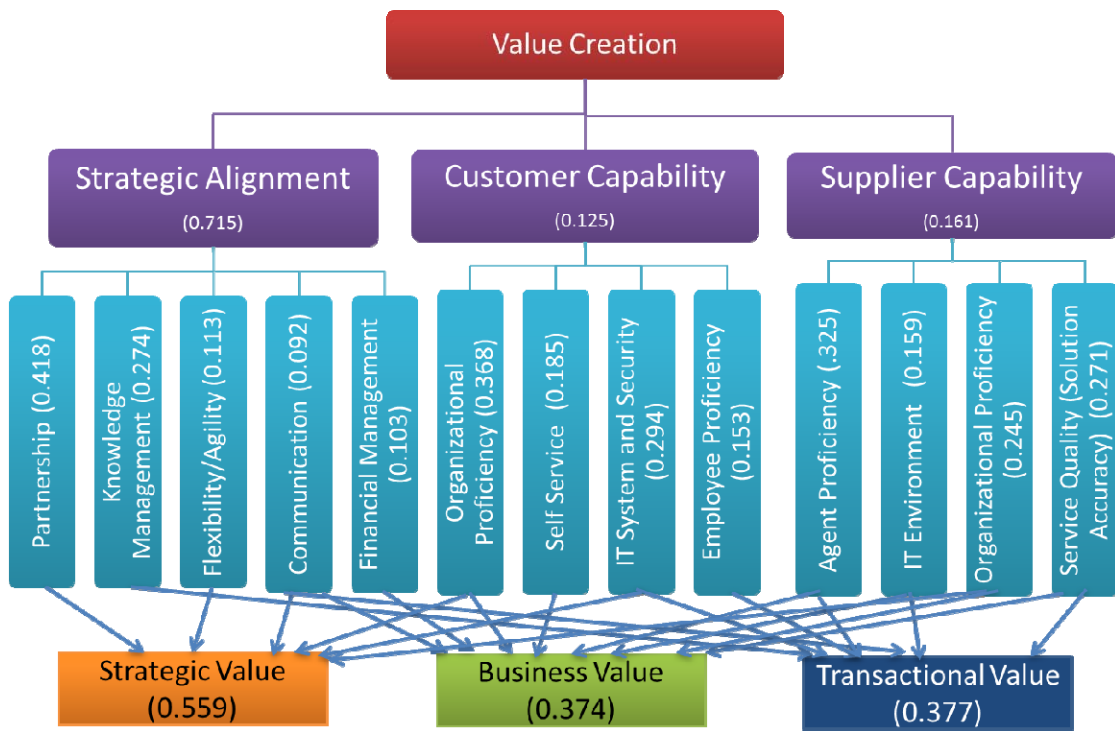 Value Creation
Strategic Alignment
(0.715)
Customer Capability
(0.125)
Supplier Capability
(0.161)
Partnership (0.418)
Knowledge
Management (0.274)
Flexibility/Agility (0.113)
Communication (0.092)
Financial Management
(0.103)
Organizational
Proficiency (0.368)
Self Service (0.185)
IT System and Security
(0.294)
Employee Proficiency
(0.153)
Agent Proficiency (.325)
IT Environment (0.159)
Organizational Proficiency
(0.245)
Service Quality (Solution
Accuracy) (0.271)
Strategic Value
(0.559)
Business Value
(0.374)
Transactional Value
(0.377)